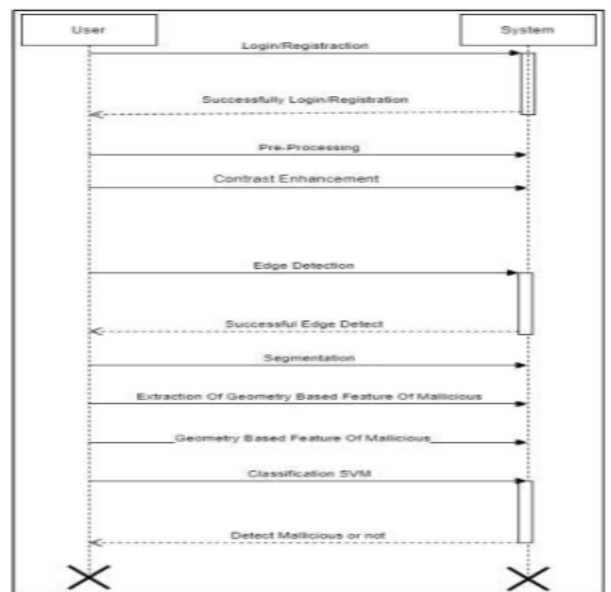 User
System
Login/Registraction
Successfully Login/Registration
Pre-Processing
Contrast Enhancement
Edge Detection
Successful Edge Detect
Segmentation
Extraction Of Geometry Based Feature Of Mallicious
Geometry Based Feature Of Mallicious
Classification SVM
Detect Mallicious or not